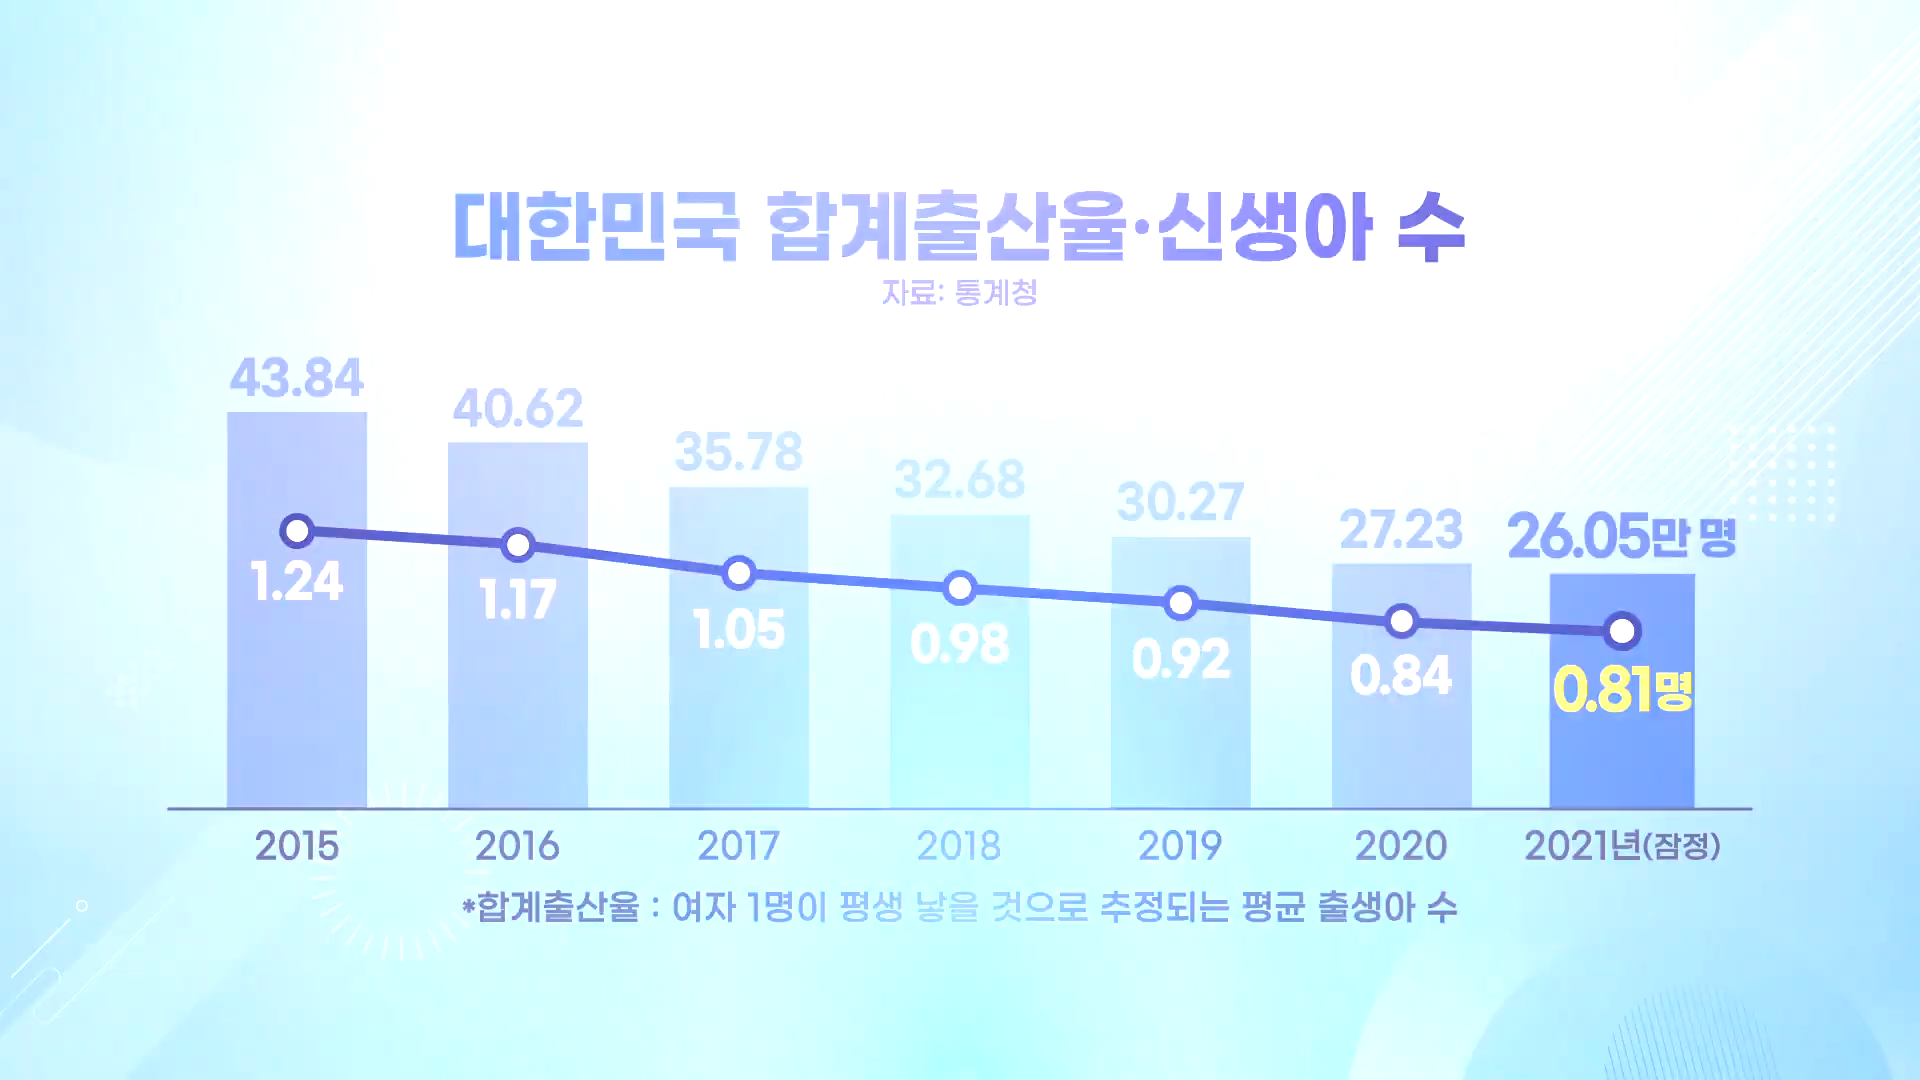 대한민국 합계출산율·신생아 수
자료: 통계청
43.84 40.62 35.78 32.68 30.27 27.23 26.05만 명
1.24 1.17 1.05 0.98 0.92 0.84 0.81명
2015 2016 2017 2018 2019 2020 2021년(잠정)
*합계출산율 : 여자 1명이 평생 낳을 것으로 추정되는 평균 출생아 수